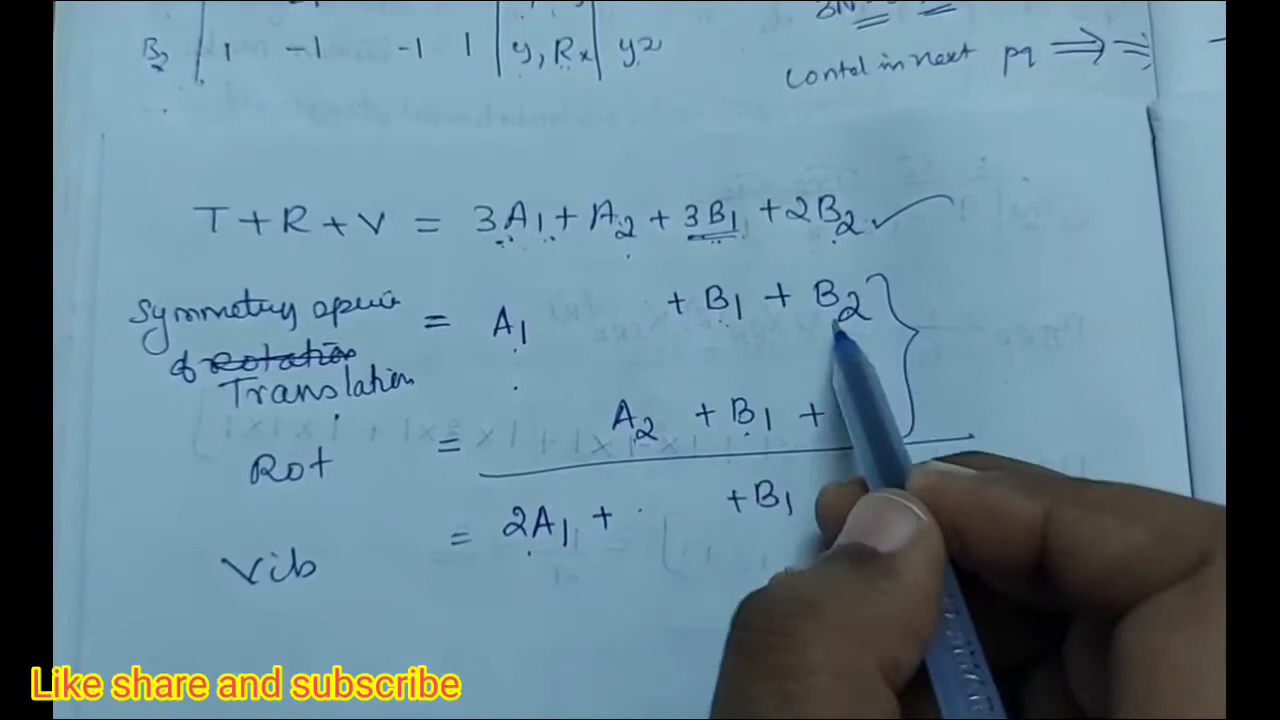 B2 | 1 -1 -1 1 | y, Rx | yz
Contd in next pg ⇒ ⇒
T + R + V = 3A1 + A2 + 3B1 + 2B2 ✓
Symmetry = A1 + B1 + B2 }
of rotation
Translation
Rot = A2 + B1 +
Vib = 2A1 + + B1
Like share and subscribe